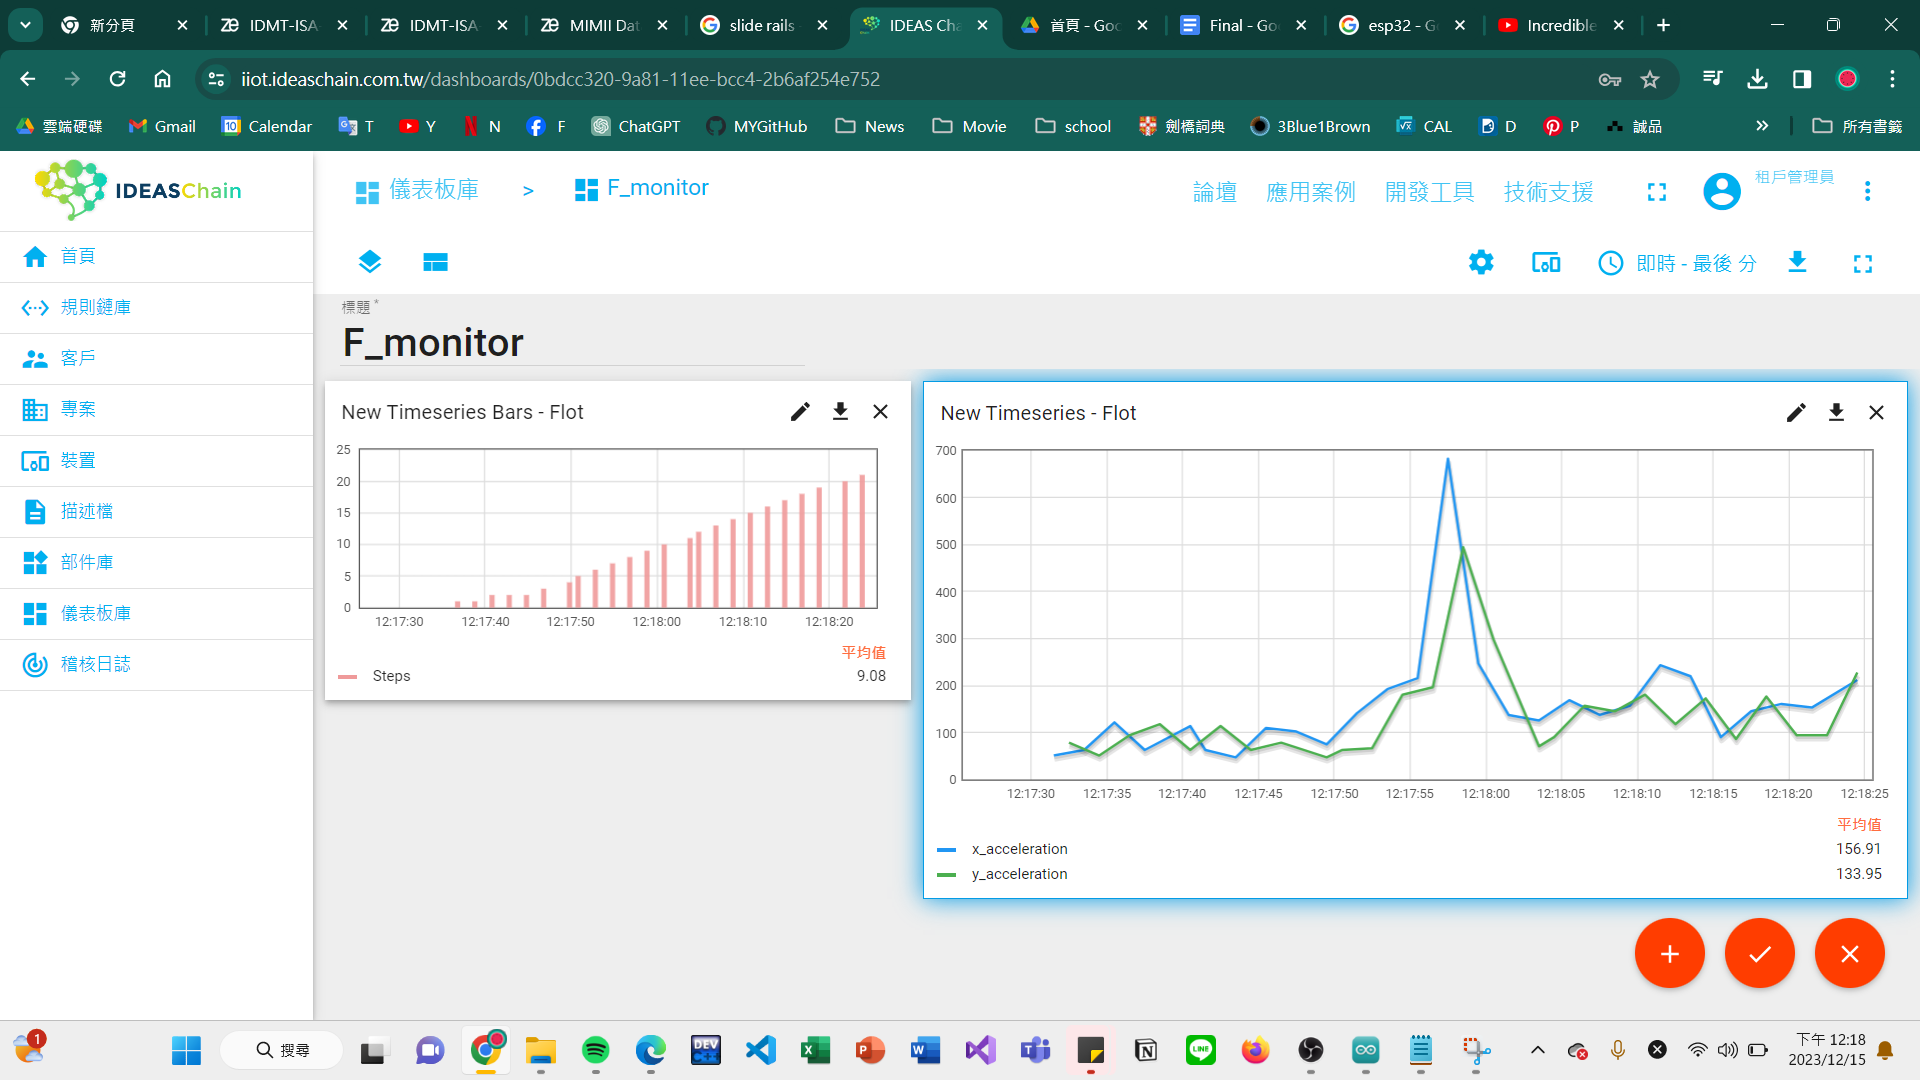 新分頁
IDMT-ISA
IDMT-ISA
MIMII Dat
slide rails -
IDEAS Cha
首頁 - Goo
Final - Go
esp32 - Go
Incredible
iiot.ideaschain.com.tw/dashboards/0bdcc320-9a81-11ee-bcc4-2b6af254e752
雲端硬碟
Gmail
Calendar
T
Y
N
F
ChatGPT
MYGitHub
News
Movie
school
劍橋詞典
3Blue1Brown
CAL
D
P
誠品
所有書籤
IDEASChain
儀表板庫 > F_monitor
論壇
應用案例
開發工具
技術支援
租戶管理員
首頁
規則鏈庫
客戶
專案
裝置
描述檔
部件庫
儀表板庫
稽核日誌
即時 - 最後 分
標題 *
F_monitor
New Timeseries Bars - Flot
25
20
15
10
5
0
12:17:30 12:17:40 12:17:50 12:18:00 12:18:10 12:18:20
平均值
Steps 9.08
New Timeseries - Flot
700
600
500
400
300
200
100
0
12:17:30 12:17:35 12:17:40 12:17:45 12:17:50 12:17:55 12:18:00 12:18:05 12:18:10 12:18:15 12:18:20 12:18:25
平均值
x_acceleration 156.91
y_acceleration 133.95
1
搜尋
DEV
C++
LINE
下午 12:18
2023/12/15